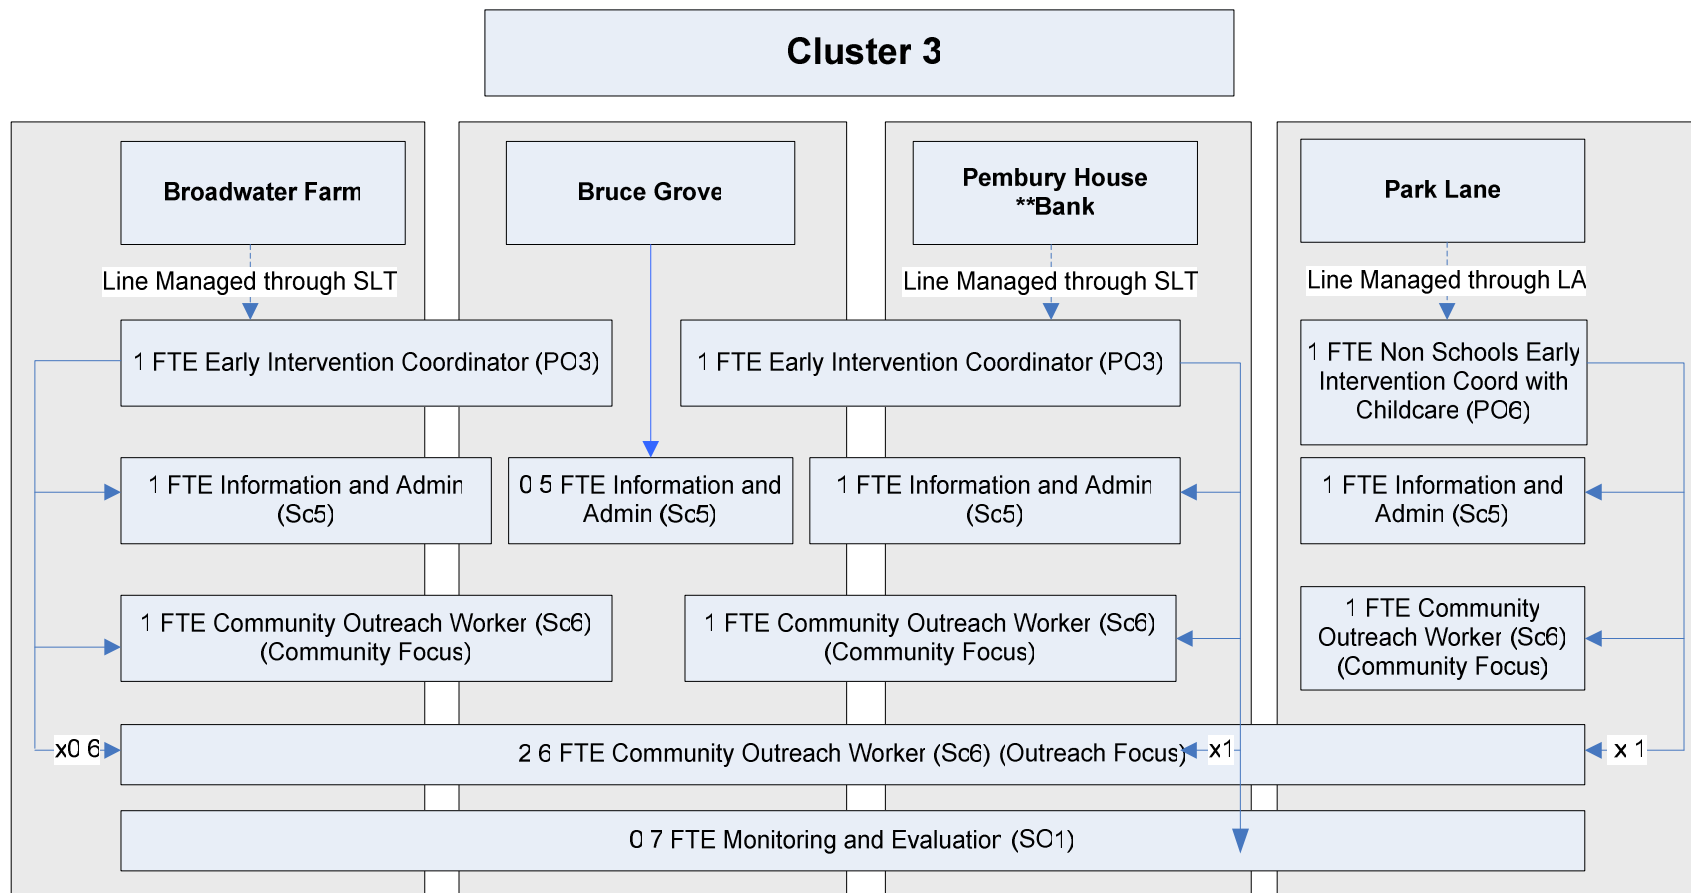 Cluster 3
Broadwater Farm
Bruce Grove
Pembury House
**Bank
Park Lane
Line Managed through SLT
Line Managed through SLT
Line Managed through LA
1 FTE Early Intervention Coordinator (PO3)
1 FTE Early Intervention Coordinator (PO3)
1 FTE Non Schools Early
Intervention Coord with
Childcare (PO6)
1 FTE Information and Admin
(Sc5)
0 5 FTE Information and
Admin (Sc5)
1 FTE Information and Admin
(Sc5)
1 FTE Information and
Admin (Sc5)
1 FTE Community Outreach Worker (Sc6)
(Community Focus)
1 FTE Community Outreach Worker (Sc6)
(Community Focus)
1 FTE Community
Outreach Worker (Sc6)
(Community Focus)
x0 6
2 6 FTE Community Outreach Worker (Sc6) (Outreach Focus)
x1
x 1
0 7 FTE Monitoring and Evaluation (SO1)